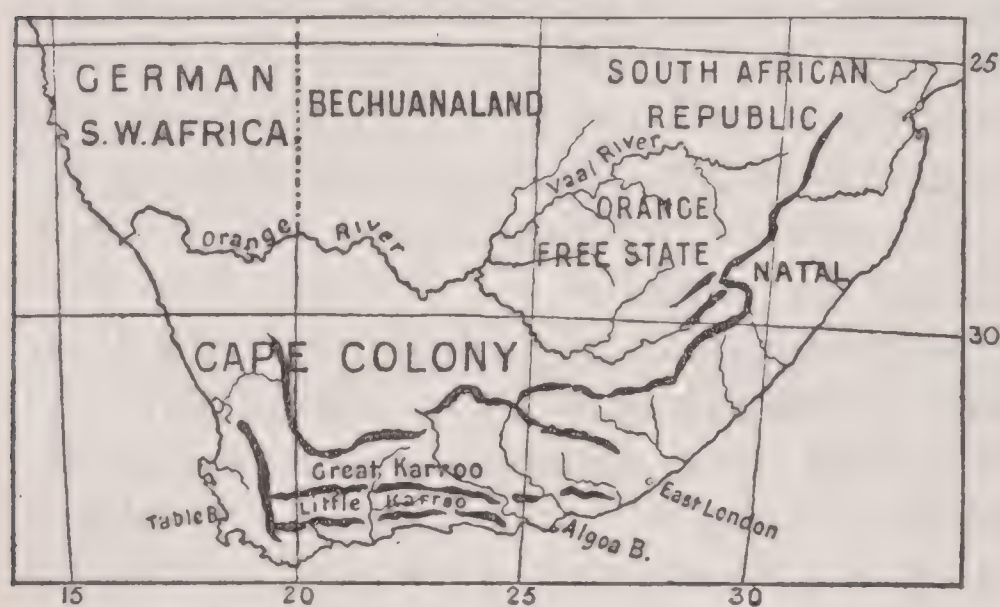 GERMAN
S.W. AFRICA.
BECHUANALAND
SOUTH AFRICAN
REPUBLIC
25
Vaal River
ORANGE
FREE STATE
Orange River
NATAL
30
CAPE COLONY
Great Karroo
Little Karroo
Table B.
Algoa B.
East London
15
20
25
30